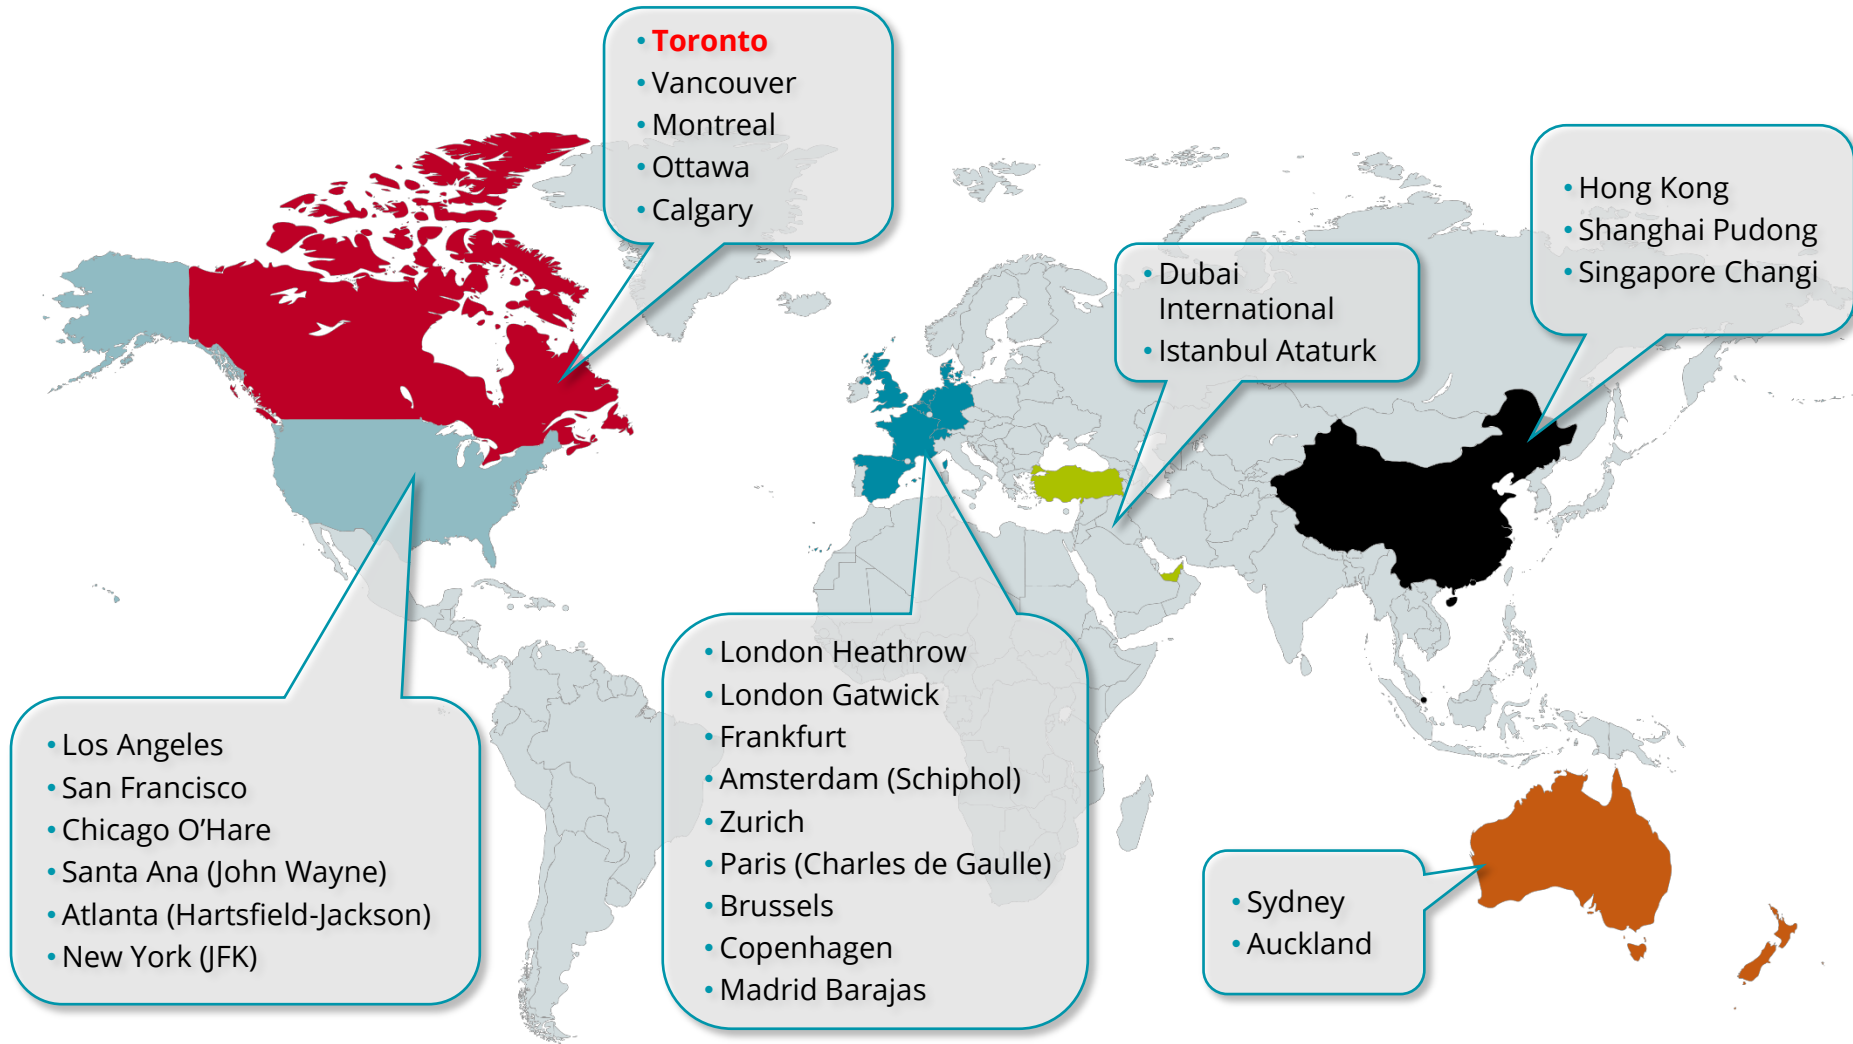 • Toronto
• Vancouver
• Montreal
• Ottawa
• Calgary
• Hong Kong
• Shanghai Pudong
• Singapore Changi
• Dubai
International
• Istanbul Ataturk
• Los Angeles
• San Francisco
• Chicago O’Hare
• Santa Ana (John Wayne)
• Atlanta (Hartsfield-Jackson)
• New York (JFK)
• London Heathrow
• London Gatwick
• Frankfurt
• Amsterdam (Schiphol)
• Zurich
• Paris (Charles de Gaulle)
• Brussels
• Copenhagen
• Madrid Barajas
• Sydney
• Auckland